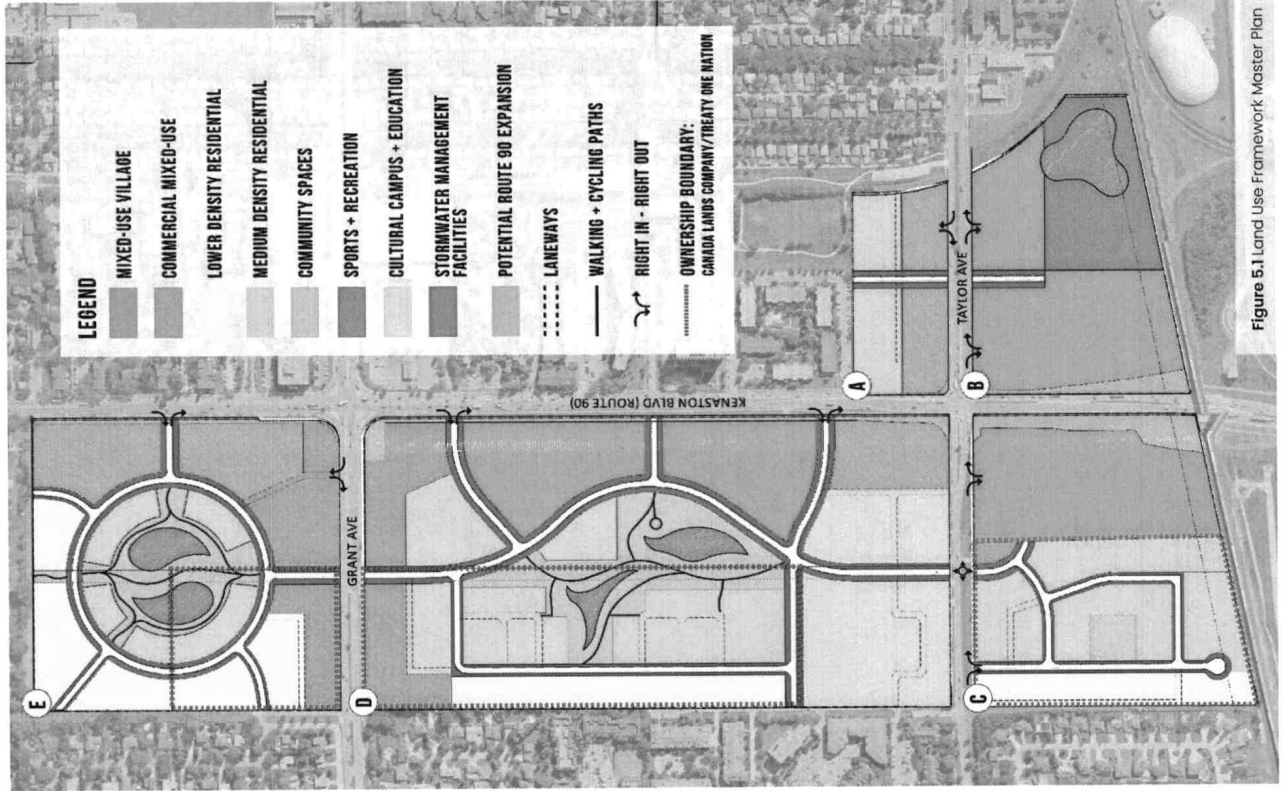 LEGEND
MIXED-USE VILLAGE
COMMERCIAL MIXED-USE
LOWER DENSITY RESIDENTIAL
MEDIUM DENSITY RESIDENTIAL
COMMUNITY SPACES
SPORTS + RECREATION
CULTURAL CAMPUS + EDUCATION
STORMWATER MANAGEMENT
FACILITIES
POTENTIAL ROUTE 90 EXPANSION
LANEWAYS
WALKING + CYCLING PATHS
RIGHT IN - RIGHT OUT
OWNERSHIP BOUNDARY:
CANADA LANDS COMPANY/TREATY ONE NATION
E
GRANT AVE
D
KENASTON BLVD (ROUTE 90)
A
TAYLOR AVE
B
C
Figure 5.1 Land Use Framework Master Plan